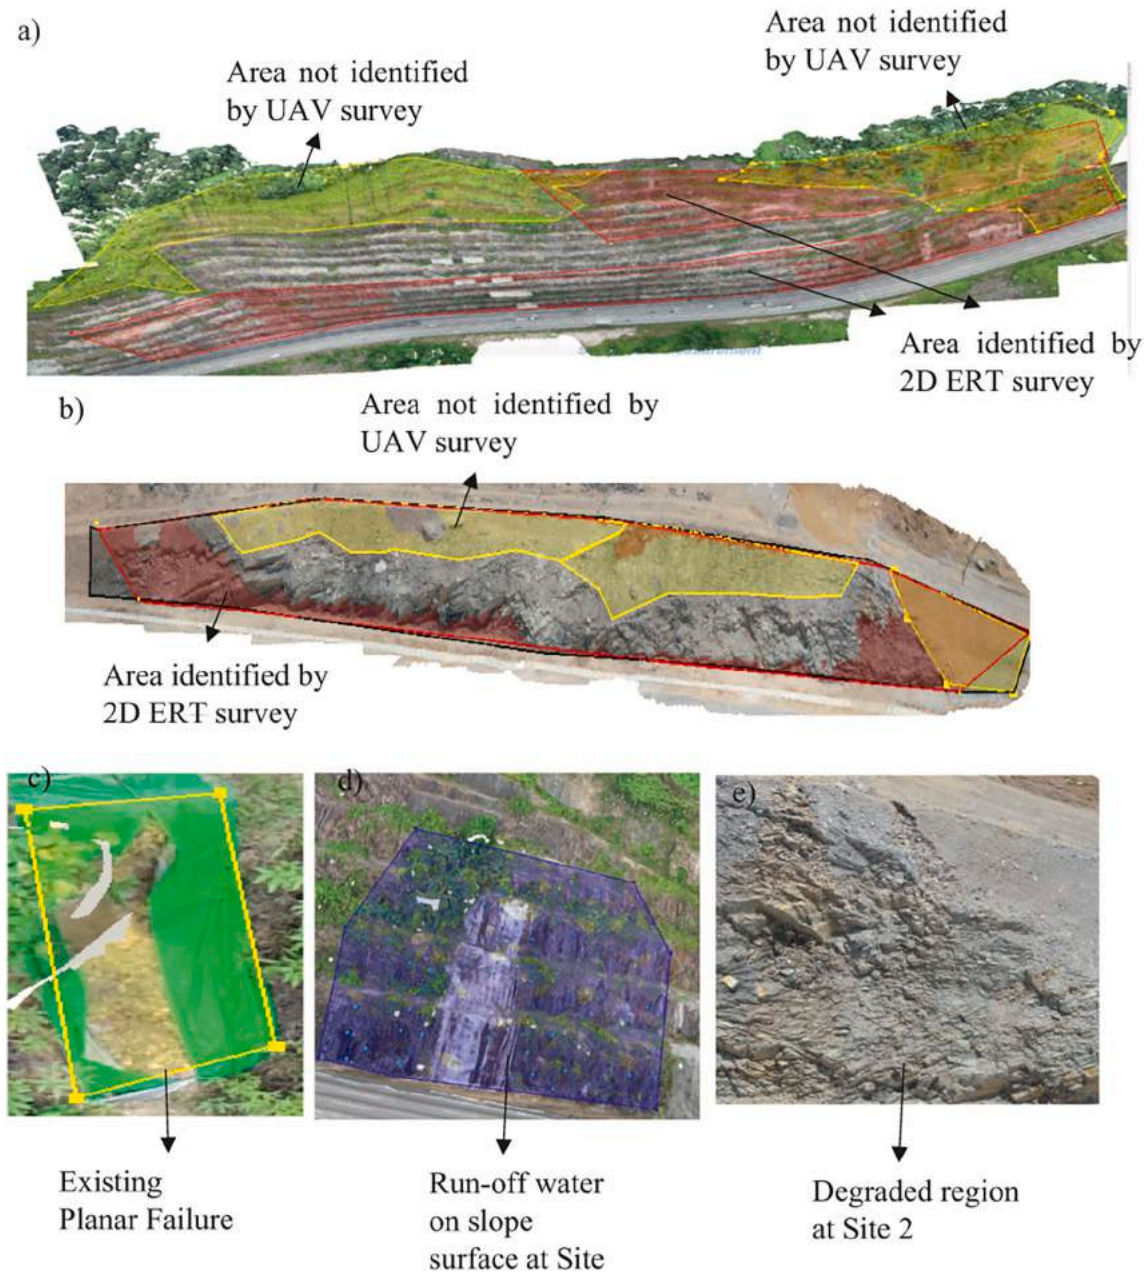 a)
Area not identified
by UAV survey
Area not identified
by UAV survey
Area identified by
2D ERT survey
b)
Area not identified by
UAV survey
Area identified by
2D ERT survey
c)
d)
e)
Existing
Planar Failure
Run-off water
on slope
surface at Site
Degraded region
at Site 2